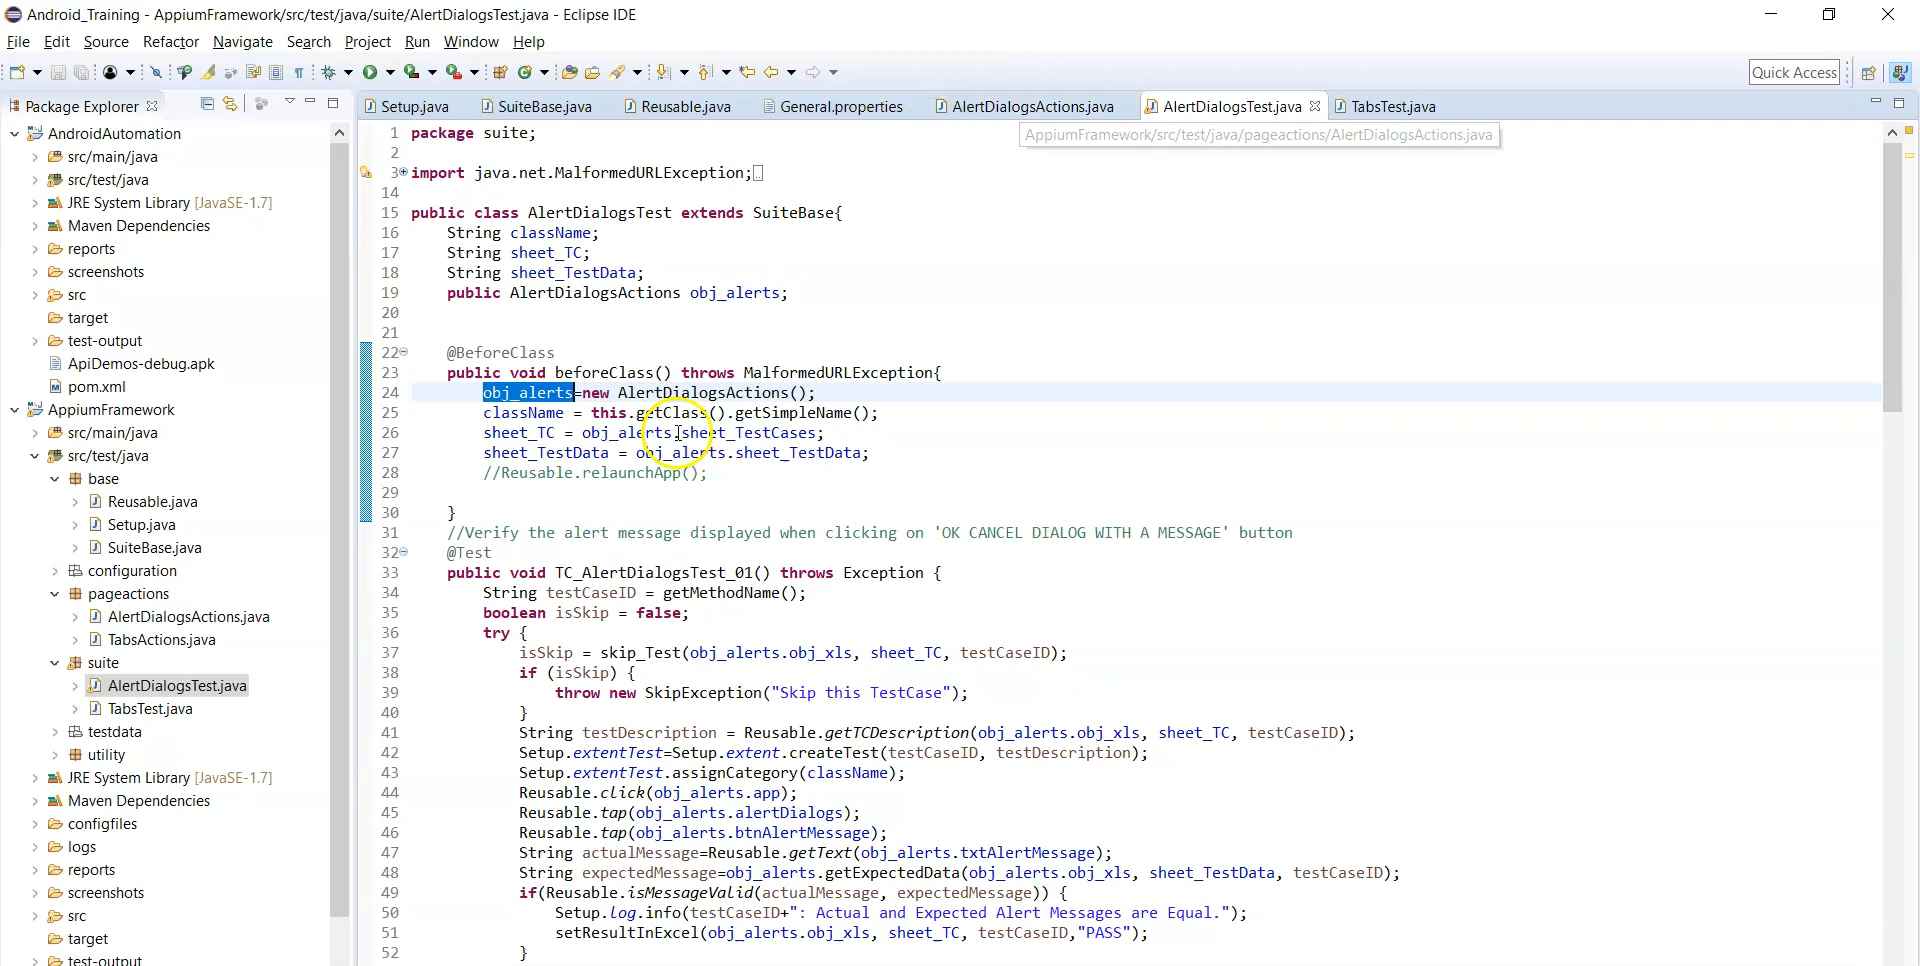 Android_Training - AppiumFramework/src/test/java/suite/AlertDialogsTest.java - Eclipse IDE
File Edit Source Refactor Navigate Search Project Run Window Help
Quick Access
Package Explorer
AndroidAutomation
src/main/java
src/test/java
JRE System Library [JavaSE-1.7]
Maven Dependencies
reports
screenshots
src
target
test-output
ApiDemos-debug.apk
pom.xml
AppiumFramework
src/main/java
src/test/java
base
Reusable.java
Setup.java
SuiteBase.java
configuration
pageactions
AlertDialogsActions.java
TabsActions.java
suite
AlertDialogsTest.java
TabsTest.java
testdata
utility
JRE System Library [JavaSE-1.7]
Maven Dependencies
configfiles
logs
reports
screenshots
src
target
test-output
Setup.java SuiteBase.java Reusable.java General.properties AlertDialogsActions.java AlertDialogsTest.java TabsTest.java
AppiumFramework/src/test/java/pageactions/AlertDialogsActions.java
1 package suite;
2
3 import java.net.MalformedURLException;
14
15 public class AlertDialogsTest extends SuiteBase{
16 String className;
17 String sheet_TC;
18 String sheet_TestData;
19 public AlertDialogsActions obj_alerts;
20
21
22 @BeforeClass
23 public void beforeClass() throws MalformedURLException{
24 obj_alerts=new AlertDialogsActions();
25 className = this.getClass().getSimpleName();
26 sheet_TC = obj_alerts.sheet_TestCases;
27 sheet_TestData = obj_alerts.sheet_TestData;
28 //Reusable.relaunchApp();
29
30 }
31 //Verify the alert message displayed when clicking on 'OK CANCEL DIALOG WITH A MESSAGE' button
32 @Test
33 public void TC_AlertDialogsTest_01() throws Exception {
34 String testCaseID = getMethodName();
35 boolean isSkip = false;
36 try {
37 isSkip = skip_Test(obj_alerts.obj_xls, sheet_TC, testCaseID);
38 if (isSkip) {
39 throw new SkipException("Skip this TestCase");
40 }
41 String testDescription = Reusable.getTCDescription(obj_alerts.obj_xls, sheet_TC, testCaseID);
42 Setup.extentTest=Setup.extent.createTest(testCaseID, testDescription);
43 Setup.extentTest.assignCategory(className);
44 Reusable.click(obj_alerts.app);
45 Reusable.tap(obj_alerts.alertDialogs);
46 Reusable.tap(obj_alerts.btnAlertMessage);
47 String actualMessage=Reusable.getText(obj_alerts.txtAlertMessage);
48 String expectedMessage=obj_alerts.getExpectedData(obj_alerts.obj_xls, sheet_TestData, testCaseID);
49 if(Reusable.isMessageValid(actualMessage, expectedMessage)) {
50 Setup.log.info(testCaseID+": Actual and Expected Alert Messages are Equal.");
51 setResultInExcel(obj_alerts.obj_xls, sheet_TC, testCaseID,"PASS");
52 }